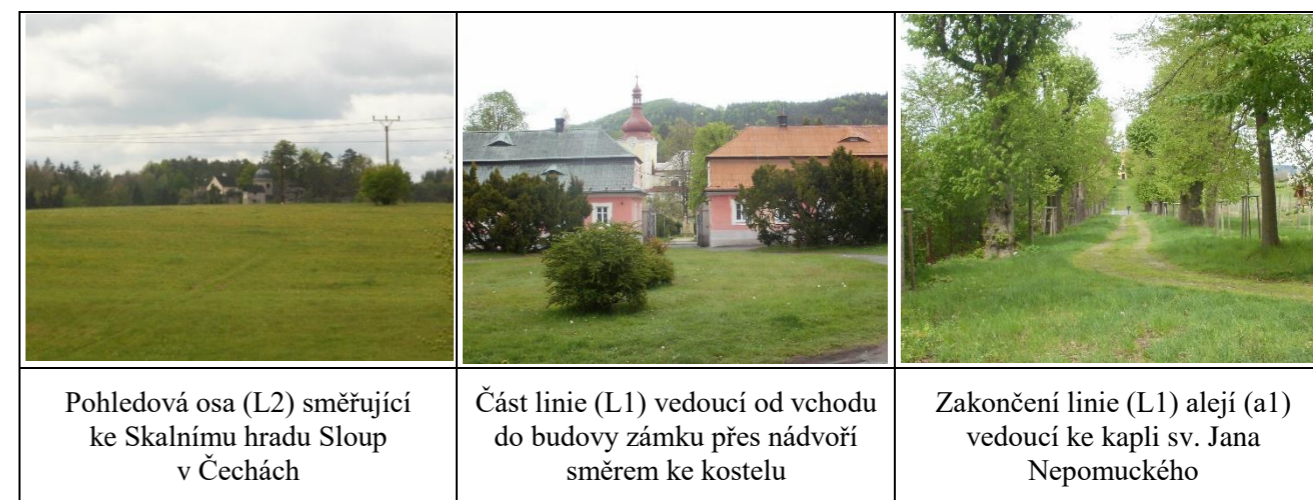 Pohledová osa (L2) směřující
ke Skalnímu hradu Sloup
v Čechách
Část linie (L1) vedoucí od vchodu
do budovy zámku přes nádvoří
směrem ke kostelu
Zakončení linie (L1) alejí (a1)
vedoucí ke kapli sv. Jana
Nepomuckého